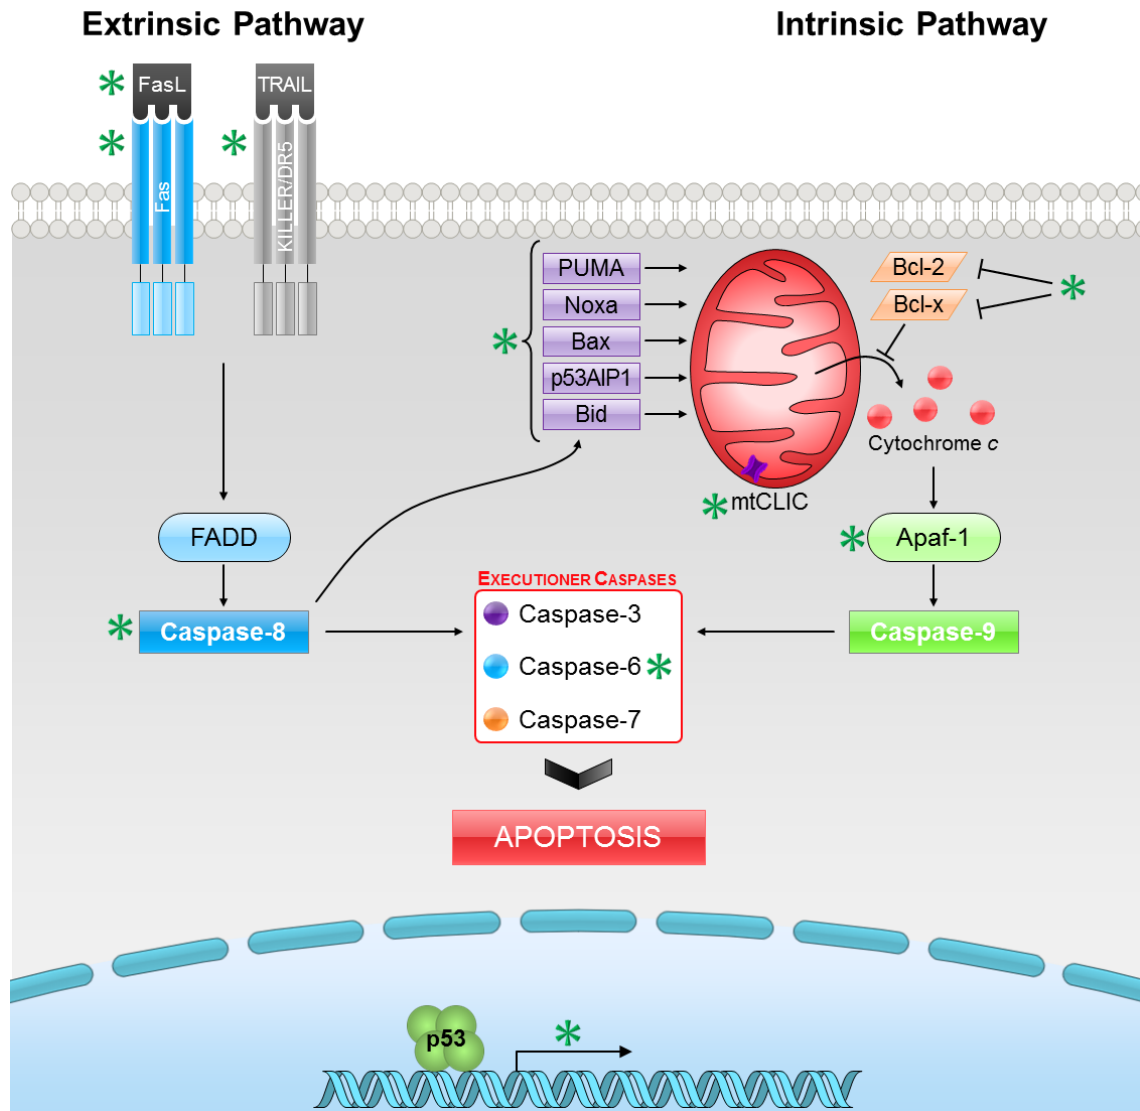 Extrinsic Pathway
Intrinsic Pathway
* FasL
TRAIL
*
*
Fas
KILLER/DR5
PUMA
Noxa
Bax
p53AIP1
Bid
*
Bcl-2
Bcl-x
*
Cytochrome c
* mtCLIC
FADD
* Apaf-1
EXECUTIONER CASPASES
* Caspase-8
Caspase-3
Caspase-6 *
Caspase-7
Caspase-9
APOPTOSIS
p53
*